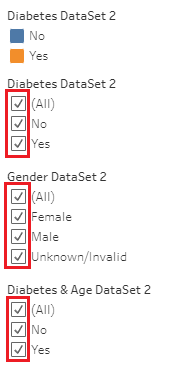 Diabetes DataSet 2
No
Yes
Diabetes DataSet 2
(All)
No
Yes
Gender DataSet 2
(All)
Female
Male
Unknown/Invalid
Diabetes & Age DataSet 2
(All)
No
Yes